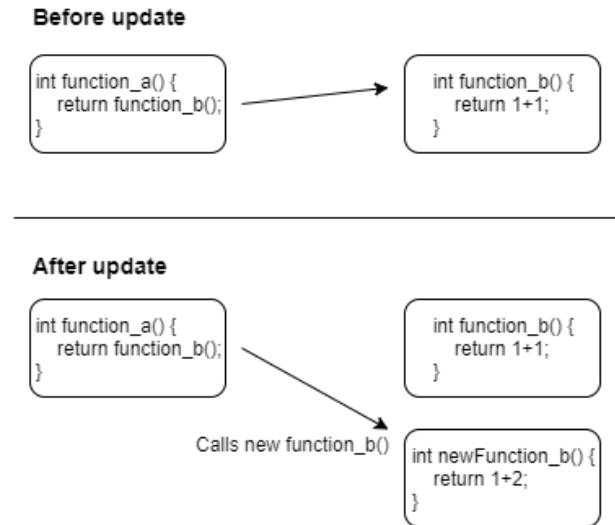 Before update
int function_a() {
return function_b();
}
int function_b() {
return 1+1;
}
After update
int function_a() {
return function_b();
}
int function_b() {
return 1+1;
}
Calls new function_b()
int newFunction_b() {
return 1+2;
}